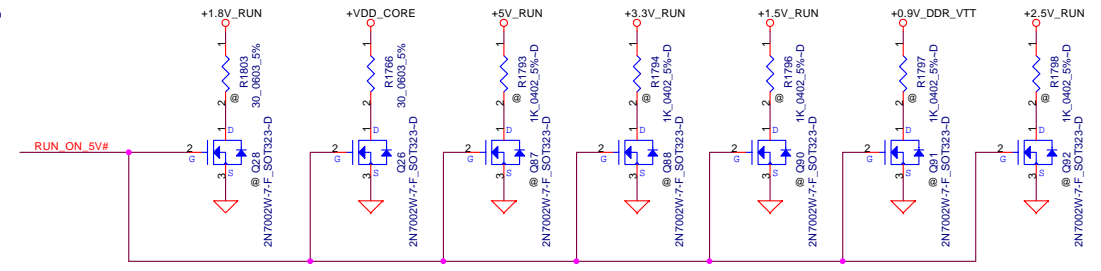 +1.8V_RUN
1
R1803
30_0603_5%
@
2
1
D
2
G
S
3
@ Q28
2N7002W-7-F_SOT323~D
+VDD_CORE
1
R1766
30_0603_5%
2
1
D
2
G
S
3
Q26
2N7002W-7-F_SOT323~D
+5V_RUN
1
R1793
1K_0402_5%~D
@
2
1
D
2
G
S
3
@ Q87
2N7002W-7-F_SOT323~D
+3.3V_RUN
1
R1794
1K_0402_5%~D
@
2
1
D
2
G
S
3
@ Q88
2N7002W-7-F_SOT323~D
+1.5V_RUN
1
R1796
1K_0402_5%~D
@
2
1
D
2
G
S
3
@ Q90
2N7002W-7-F_SOT323~D
+0.9V_DDR_VTT
1
R1797
1K_0402_5%~D
@
2
1
D
2
G
S
3
@ Q91
2N7002W-7-F_SOT323~D
+2.5V_RUN
1
R1798
1K_0402_5%~D
@
2
1
D
2
G
S
3
@ Q92
2N7002W-7-F_SOT323~D
RUN_ON_5V#